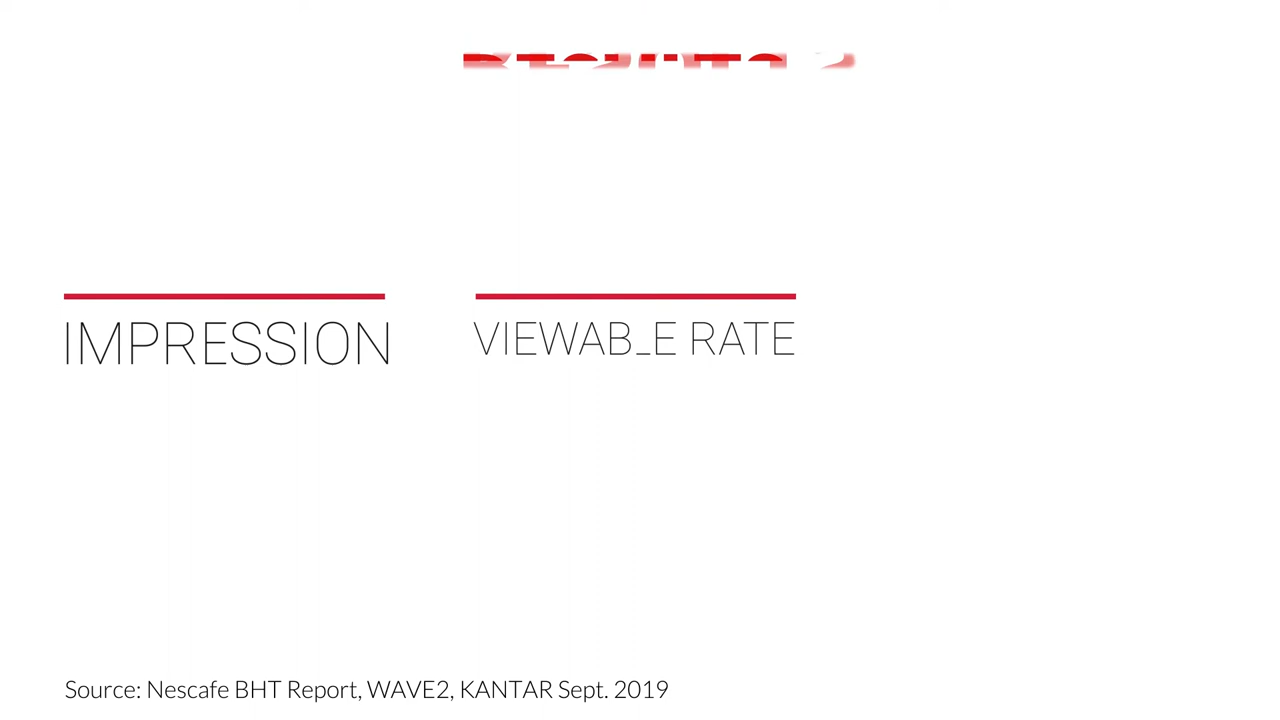 IMPRESSION
VIEWAB_E RATE
Source: Nescafe BHT Report, WAVE2, KANTAR Sept. 2019